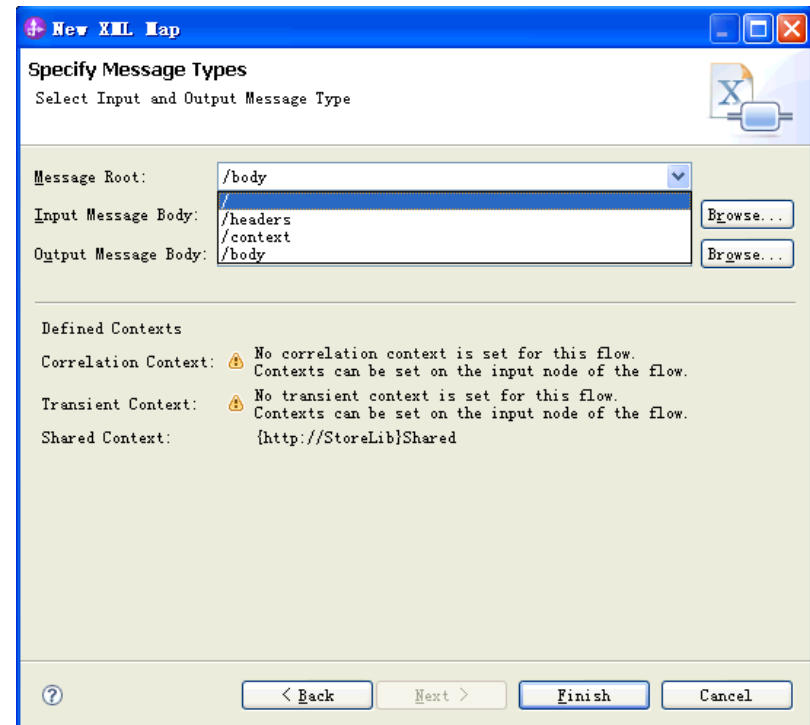 New XML Map
Specify Message Types
Select Input and Output Message Type
X
Message Root: /body
/
Input Message Body: /headers Browse...
/context
Output Message Body: /body Browse...
Defined Contexts
Correlation Context: No correlation context is set for this flow.
Contexts can be set on the input node of the flow.
Transient Context: No transient context is set for this flow.
Contexts can be set on the input node of the flow.
Shared Context: {http://StoreLib}Shared
? < Back Next > Finish Cancel